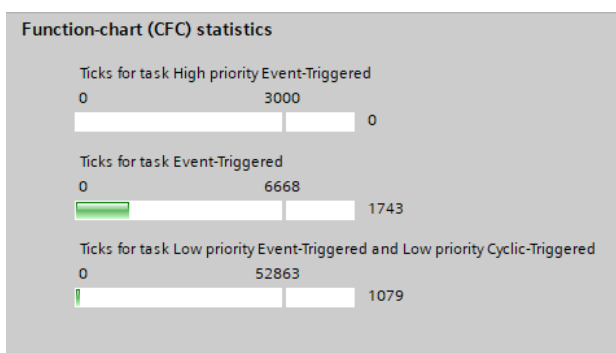 Function-chart (CFC) statistics
Ticks for task High priority Event-Triggered
0 3000
0
Ticks for task Event-Triggered
0 6668
1743
Ticks for task Low priority Event-Triggered and Low priority Cyclic-Triggered
0 52863
1079